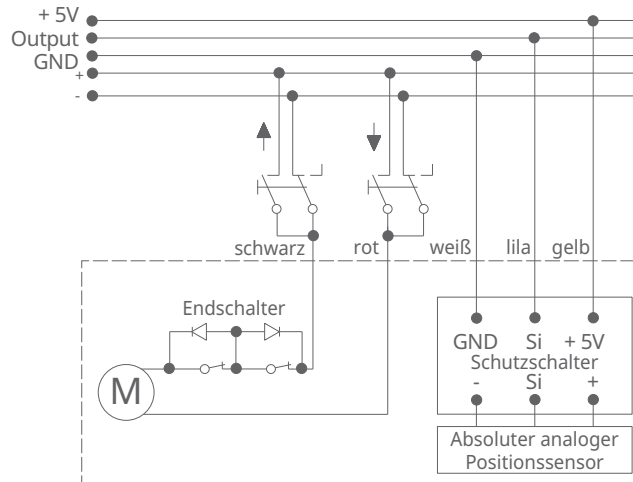 + 5V
Output
GND
+
-
schwarz rot weiß lila gelb
Endschalter
M
GND Si + 5V
Schutzschalter
- Si +
Absoluter analoger
Positionssensor